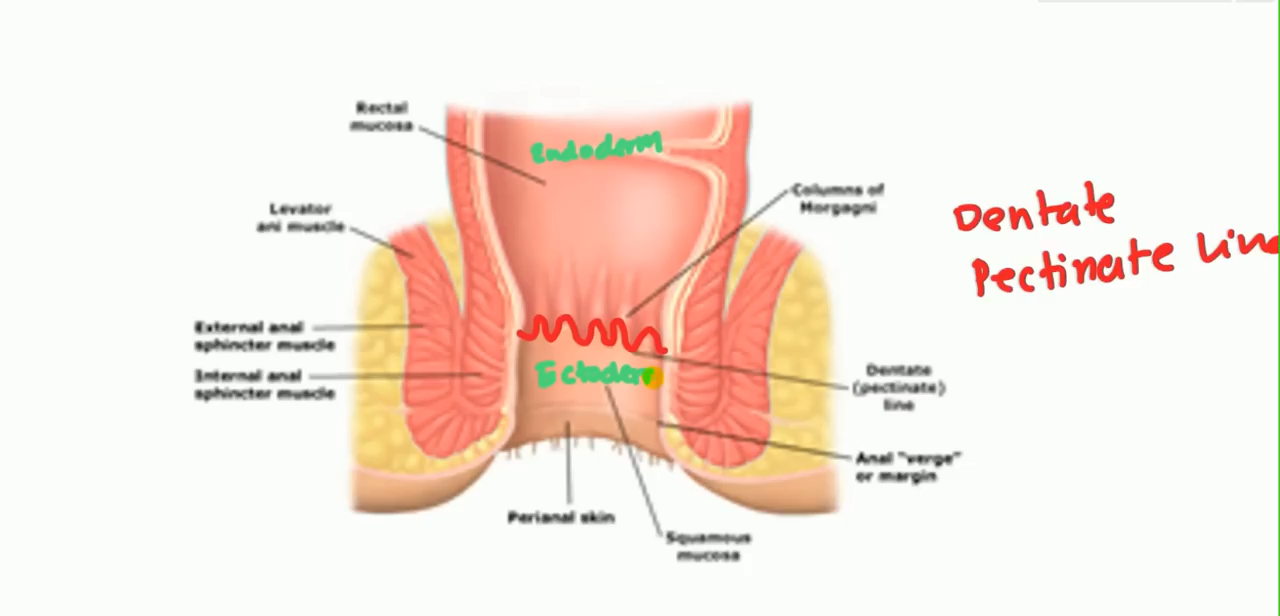 Rectal
mucosa
Endoderm
Levator
ani muscle
Columns of
Morgagni
Dentate
Pectinate Line
External anal
sphincter muscle
Internal anal
sphincter muscle
Ectoderm
Dentate
(pectinate)
line
Anal "verge"
or margin
Perianal skin
Squamous
mucosa